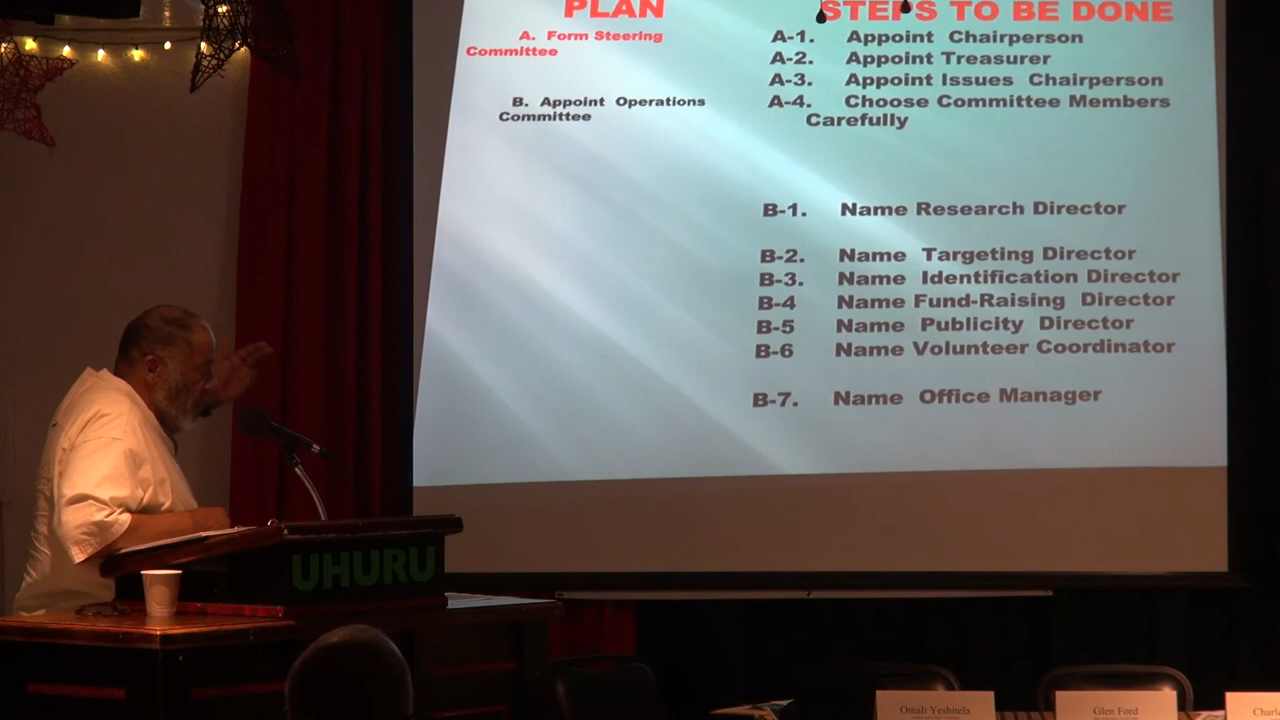 PLAN
A. Form Steering
Committee
B. Appoint Operations
Committee
STEPS TO BE DONE
A-1. Appoint Chairperson
A-2. Appoint Treasurer
A-3. Appoint Issues Chairperson
A-4. Choose Committee Members
Carefully
B-1. Name Research Director
B-2. Name Targeting Director
B-3. Name Identification Director
B-4 Name Fund-Raising Director
B-5 Name Publicity Director
B-6 Name Volunteer Coordinator
B-7. Name Office Manager
UHURU
Omali Yeshitela
Glen Ford